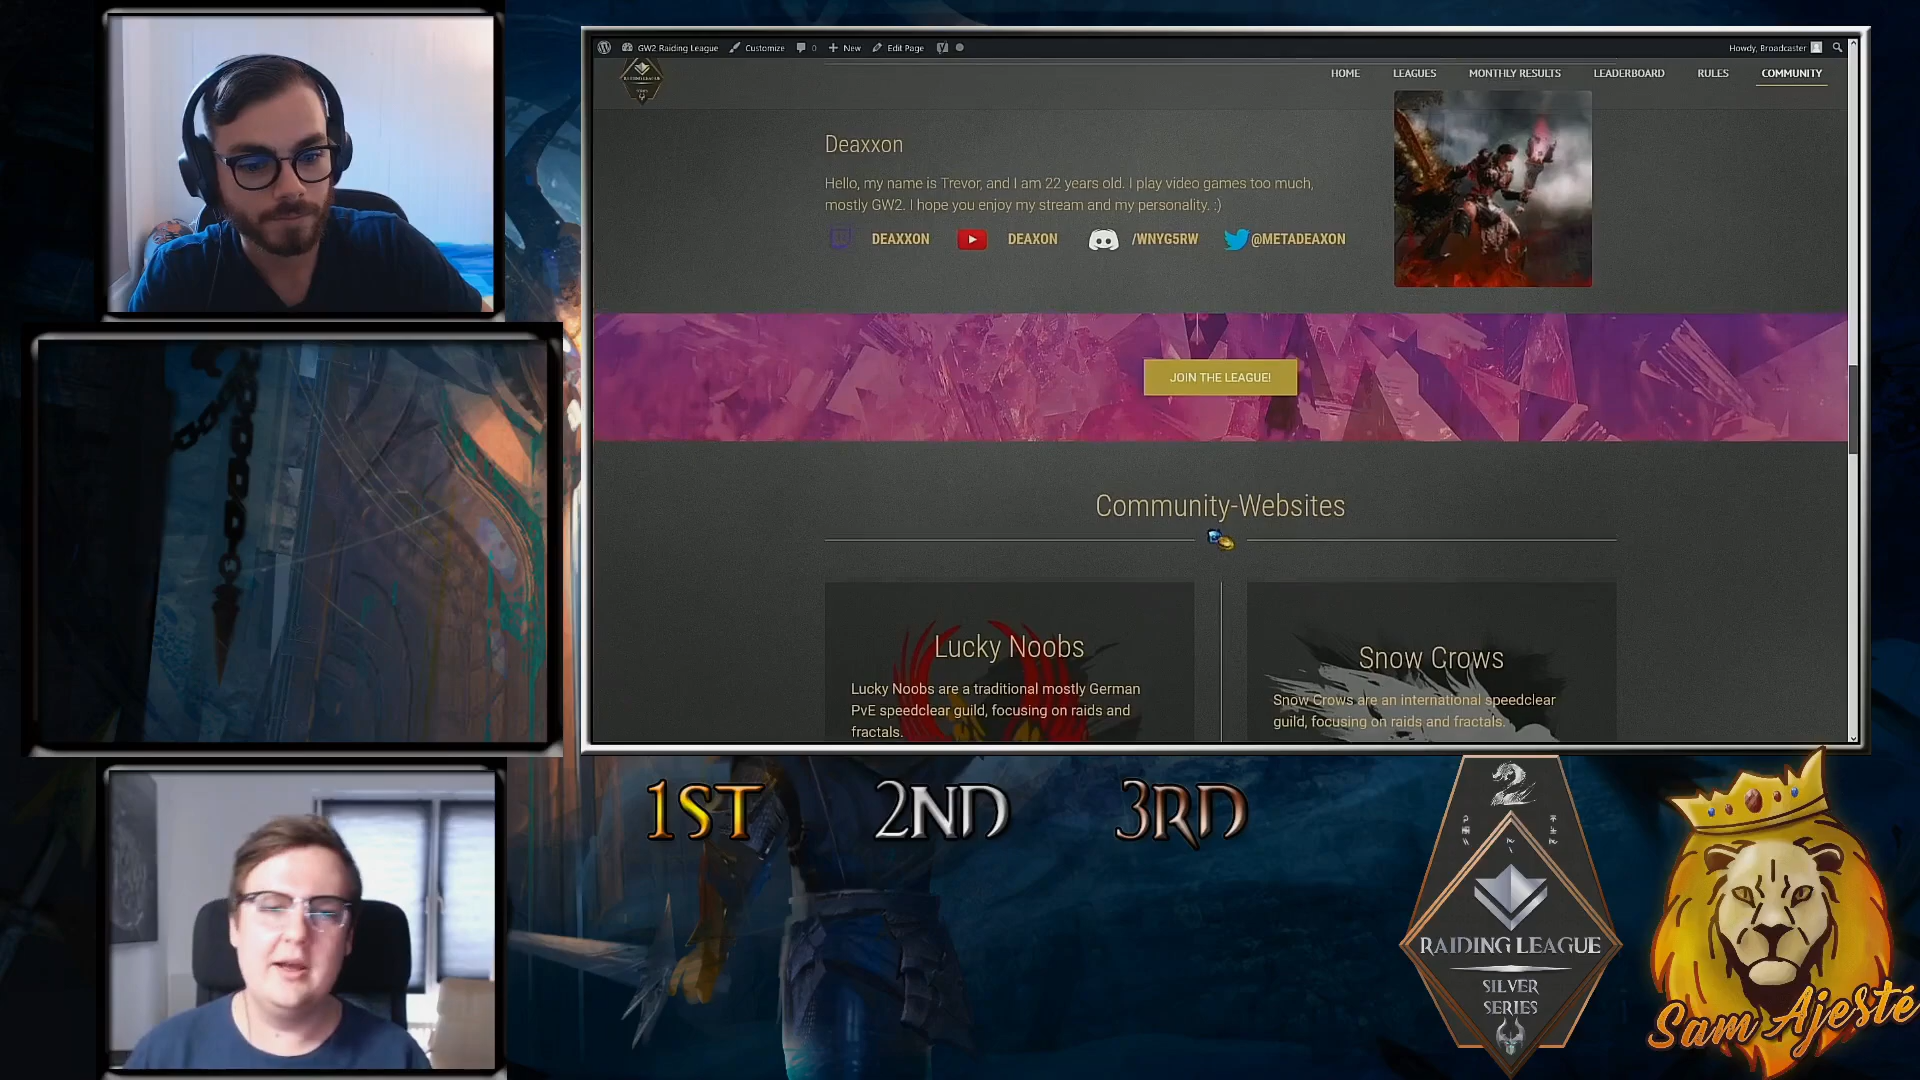 GW2 Raiding League
Customize
0
New
Edit Page
Howdy, Broadcaster
HOME
LEAGUES
MONTHLY RESULTS
LEADERBOARD
RULES
COMMUNITY
Deaxxon
Hello, my name is Trevor, and I am 22 years old. I play video games too much,
mostly GW2. I hope you enjoy my stream and my personality. :)
DEAXXON
DEAXON
/WNYG5RW
@METADEAXON
JOIN THE LEAGUE!
Community-Websites
Lucky Noobs
Lucky Noobs are a traditional mostly German
PvE speedclear guild, focusing on raids and
fractals.
Snow Crows
Snow Crows are an international speedclear
guild, focusing on raids and fractals.
1ST
2ND
3RD
RAIDING LEAGUE
SILVER
SERIES
Sam Ajesté